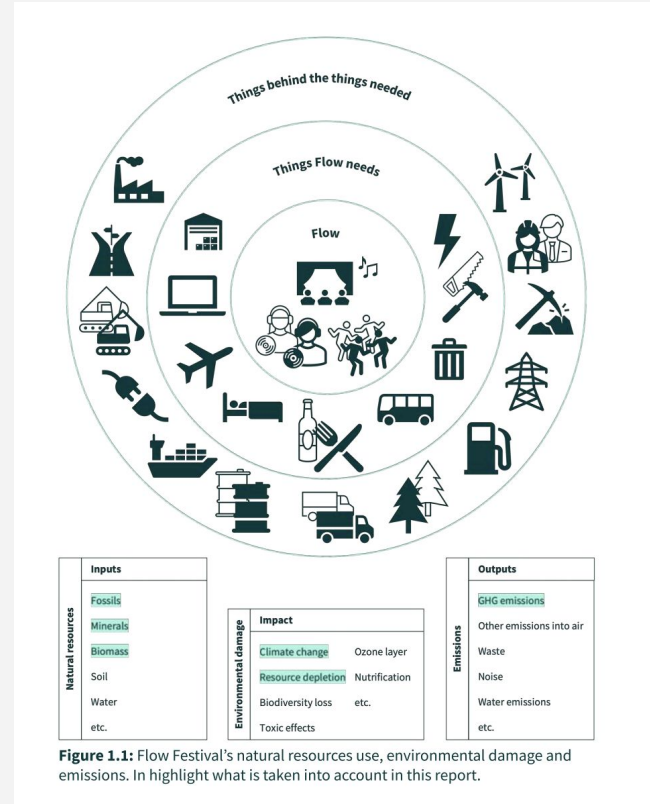 Things behind the things needed
Things Flow needs
Flow
Natural resources
Inputs
Fossils
Minerals
Biomass
Soil
Water
etc.
Environmental damage
Impact
Climate change Ozone layer
Resource depletion Nutrification
Biodiversity loss etc.
Toxic effects
Emissions
Outputs
GHG emissions
Other emissions into air
Waste
Noise
Water emissions
etc.
Figure 1.1: Flow Festival's natural resources use, environmental damage and
emissions. In highlight what is taken into account in this report.